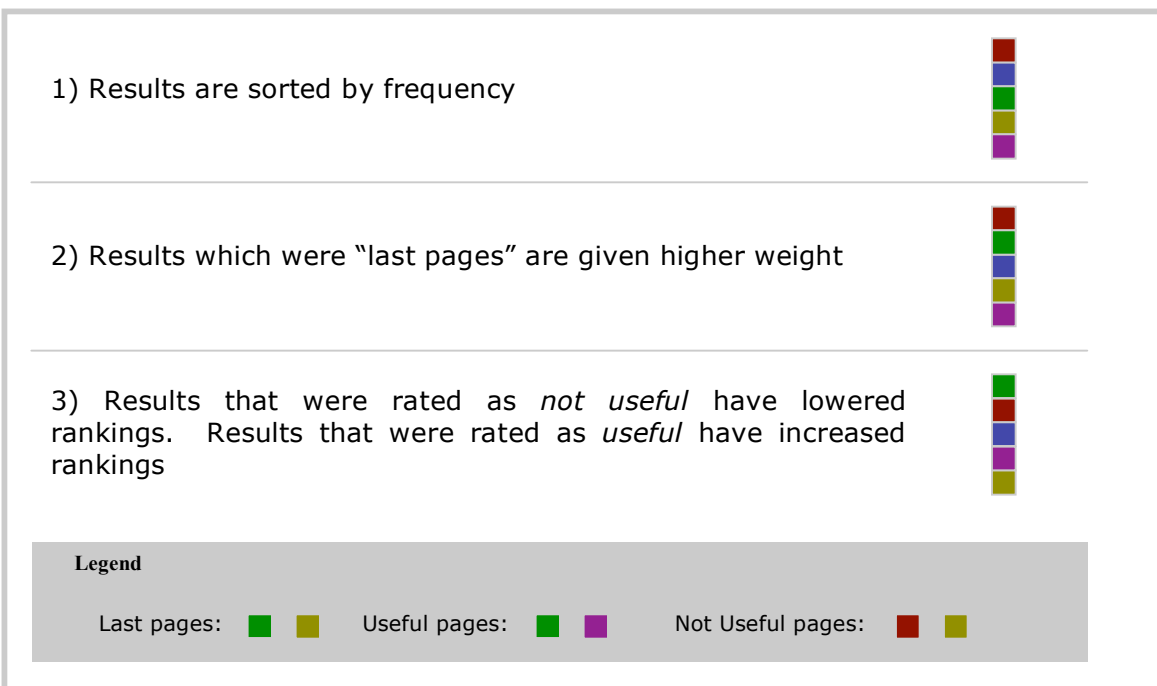 1) Results are sorted by frequency
2) Results which were “last pages” are given higher weight
3) Results that were rated as not useful have lowered
rankings. Results that were rated as useful have increased
rankings
Legend
Last pages: Useful pages: Not Useful pages: